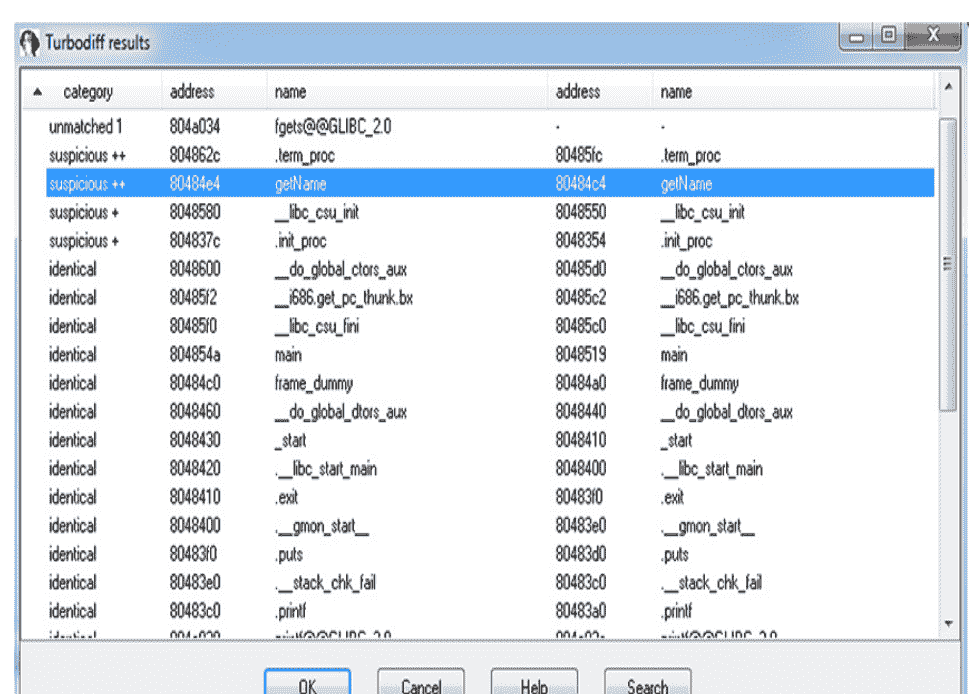 Turbodiff results
category address name address name
unmatched 1 804a034 fgets@@GLIBC_2.0 - -
suspicious ++ 804862c .term_proc 80485fc .term_proc
suspicious ++ 80484e4 getName 80484c4 getName
suspicious + 8048580 __libc_csu_init 8048550 __libc_csu_init
suspicious + 804837c .init_proc 8048354 .init_proc
identical 8048600 __do_global_ctors_aux 80485d0 __do_global_ctors_aux
identical 80485f2 __i686.get_pc_thunk.bx 80485c2 __i686.get_pc_thunk.bx
identical 80485f0 __libc_csu_fini 80485c0 __libc_csu_fini
identical 804854a main 8048519 main
identical 80484c0 frame_dummy 80484a0 frame_dummy
identical 8048460 __do_global_dtors_aux 8048440 __do_global_dtors_aux
identical 8048430 _start 8048410 _start
identical 8048420 .__libc_start_main 8048400 .__libc_start_main
identical 8048410 .exit 80483f0 .exit
identical 8048400 .__gmon_start__ 80483e0 .__gmon_start__
identical 80483f0 .puts 80483d0 .puts
identical 80483e0 .__stack_chk_fail 80483c0 .__stack_chk_fail
identical 80483c0 .printf 80483a0 .printf
OK Cancel Help Search